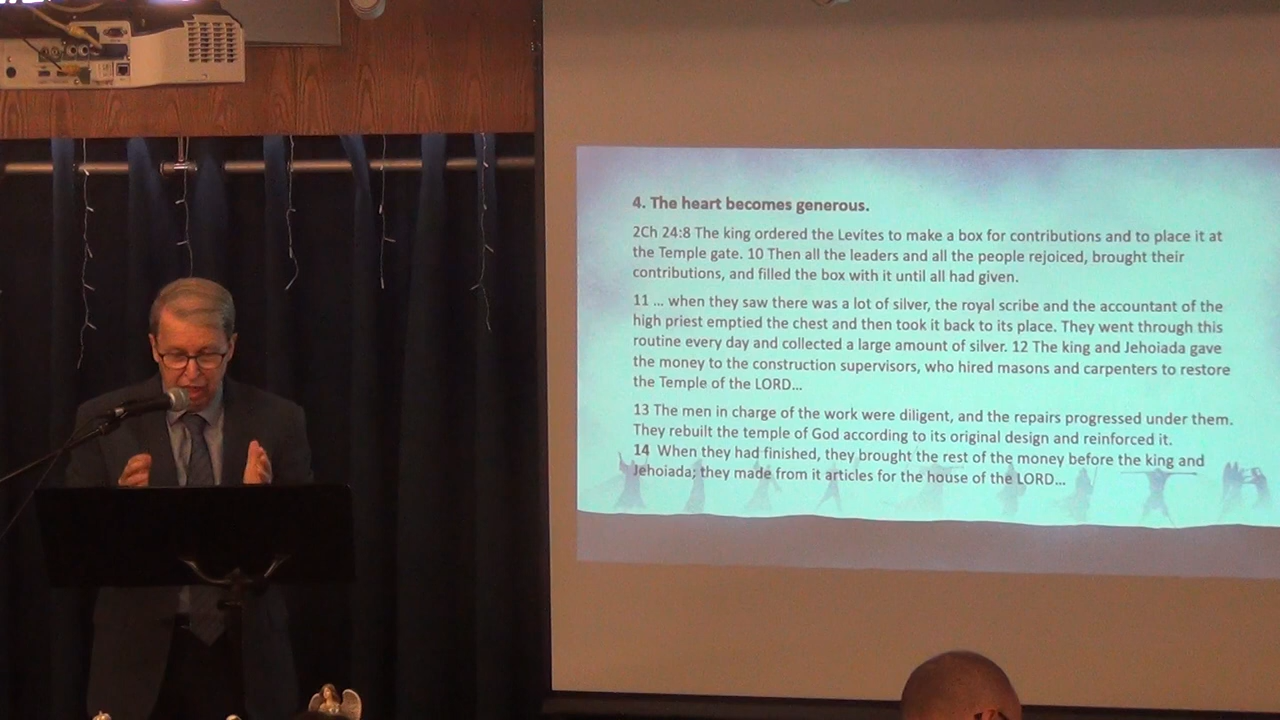 4. The heart becomes generous.
2Ch 24:8 The king ordered the Levites to make a box for contributions and to place it at
the Temple gate. 10 Then all the leaders and all the people rejoiced, brought their
contributions, and filled the box with it until all had given.
11 ... when they saw there was a lot of silver, the royal scribe and the accountant of the
high priest emptied the chest and then took it back to its place. They went through this
routine every day and collected a large amount of silver. 12 The king and Jehoiada gave
the money to the construction supervisors, who hired masons and carpenters to restore
the Temple of the LORD...
13 The men in charge of the work were diligent, and the repairs progressed under them.
They rebuilt the temple of God according to its original design and reinforced it.
14 When they had finished, they brought the rest of the money before the king and
Jehoiada; they made from it articles for the house of the LORD...